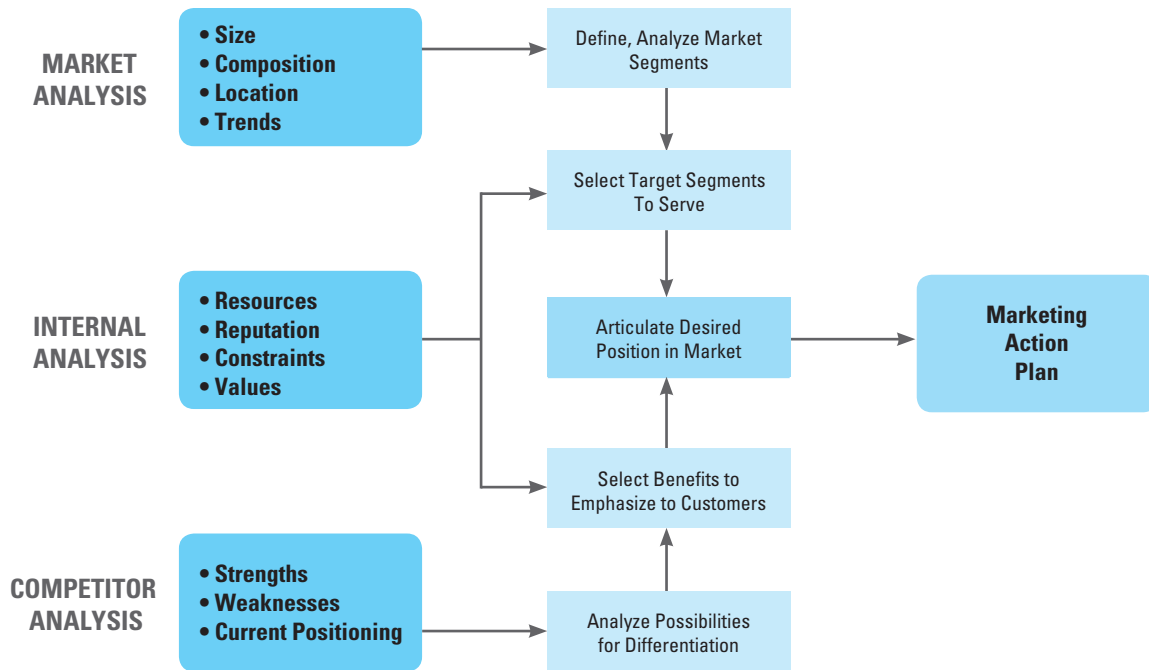 MARKET
ANALYSIS
• Size
• Composition
• Location
• Trends
Define, Analyze Market
Segments
Select Target Segments
To Serve
INTERNAL
ANALYSIS
• Resources
• Reputation
• Constraints
• Values
Articulate Desired
Position in Market
Marketing
Action
Plan
Select Benefits to
Emphasize to Customers
COMPETITOR
ANALYSIS
• Strengths
• Weaknesses
• Current Positioning
Analyze Possibilities
for Differentiation